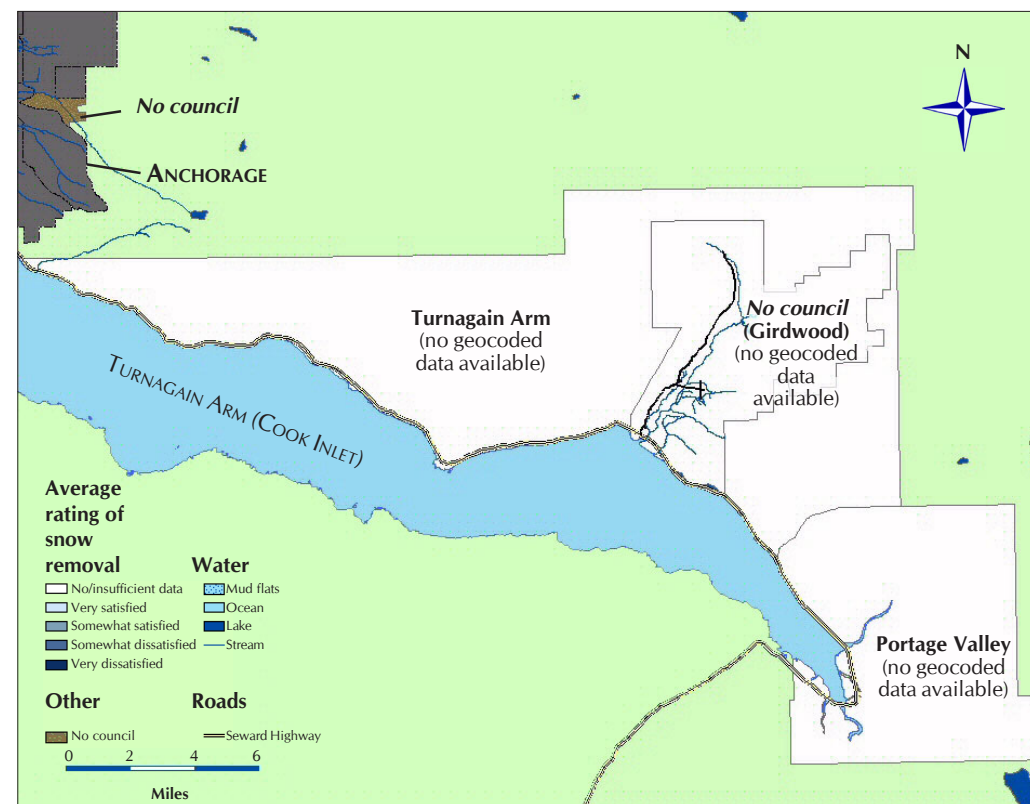 N
No council
ANCHORAGE
Turnagain Arm
(no geocoded
data available)
No council
(Girdwood)
(no geocoded
data
available)
TURNAGAIN ARM (COOK INLET)
Portage Valley
(no geocoded
data available)
Average
rating of
snow
removal
No/insufficient data
Very satisfied
Somewhat satisfied
Somewhat dissatisfied
Very dissatisfied
Water
Mud flats
Ocean
Lake
Stream
Other
No council
Roads
Seward Highway
0 2 4 6
Miles